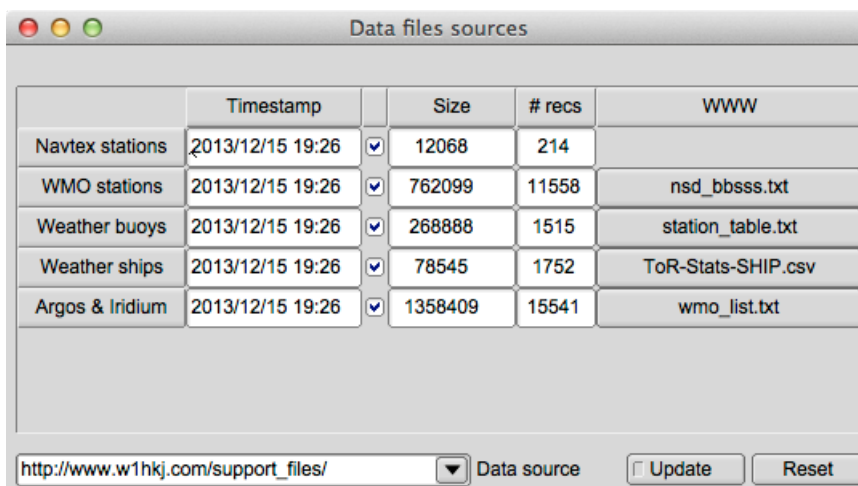 Data files sources
Timestamp Size # recs WWW
Navtex stations 2013/12/15 19:26 12068 214
WMO stations 2013/12/15 19:26 762099 11558 nsd_bbsss.txt
Weather buoys 2013/12/15 19:26 268888 1515 station_table.txt
Weather ships 2013/12/15 19:26 78545 1752 ToR-Stats-SHIP.csv
Argos & Iridium 2013/12/15 19:26 1358409 15541 wmo_list.txt
http://www.w1hkj.com/support_files/ Data source Update Reset